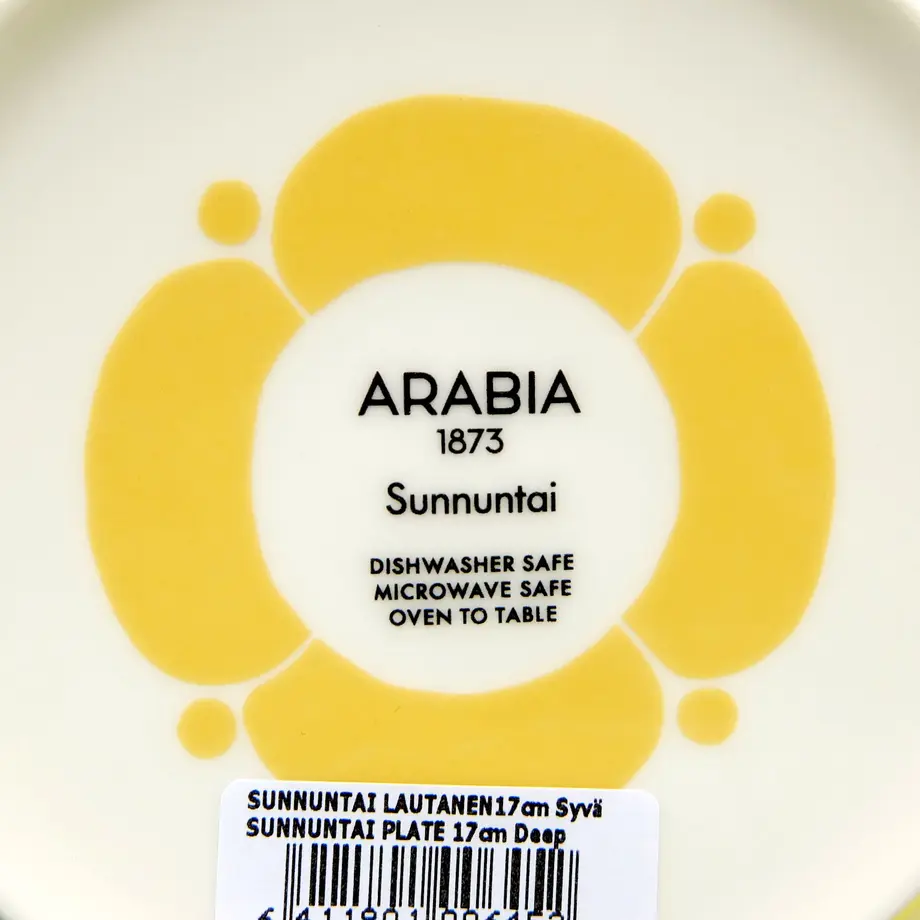 ARABIA
1873
Sunnuntai
DISHWASHER SAFE
MICROWAVE SAFE
OVEN TO TABLE
SUNNUNTAI LAUTANEN17cm Syvä
SUNNUNTAI PLATE 17cm Deep